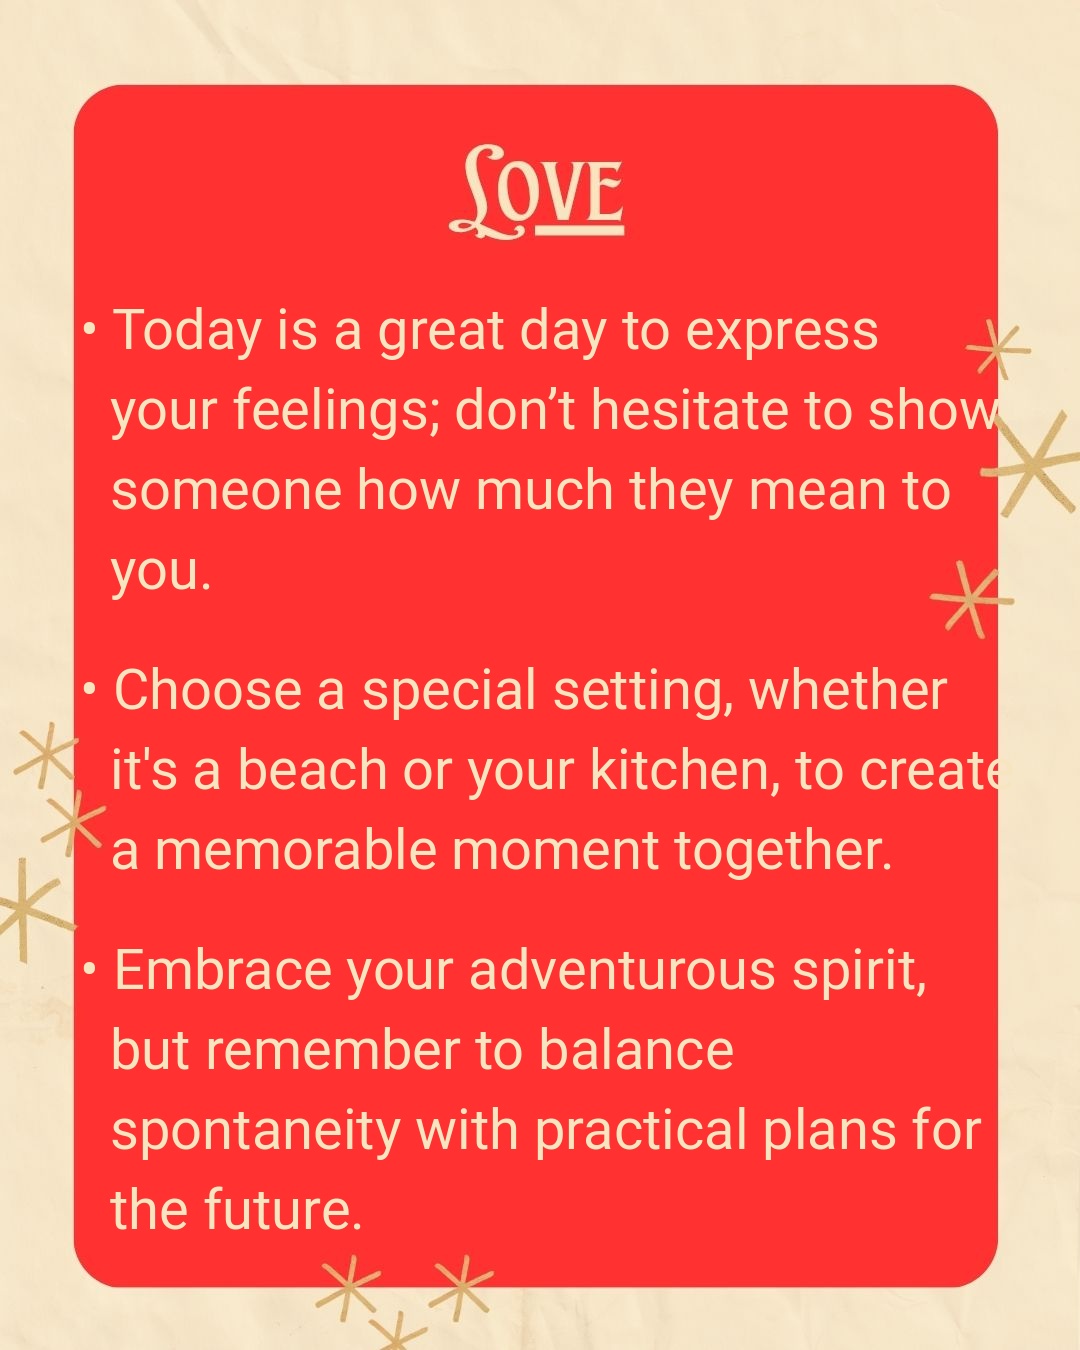 Love
• Today is a great day to express
your feelings; don’t hesitate to show
someone how much they mean to
you.
• Choose a special setting, whether
it's a beach or your kitchen, to create
a memorable moment together.
• Embrace your adventurous spirit,
but remember to balance
spontaneity with practical plans for
the future.